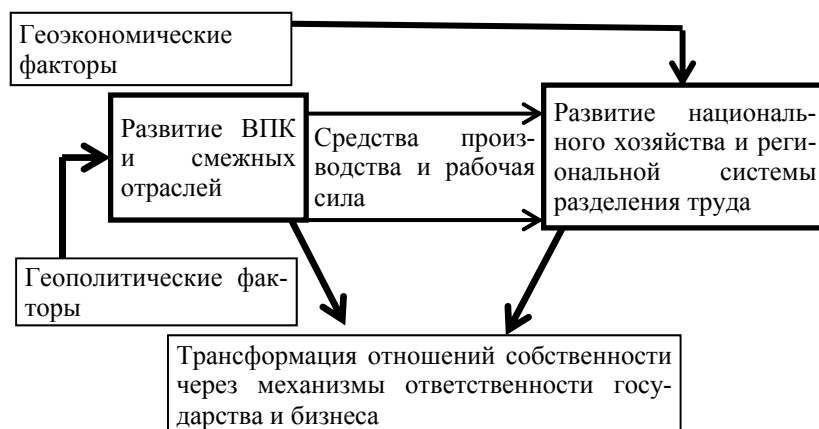 Геоэкономические
факторы
Развитие ВПК
и смежных
отраслей
Средства произ-
водства и рабочая
сила
Развитие националь-
ного хозяйства и реги-
ональной системы
разделения труда
Геополитические фак-
торы
Трансформация отношений собственности
через механизмы ответственности госу-
дарства и бизнеса